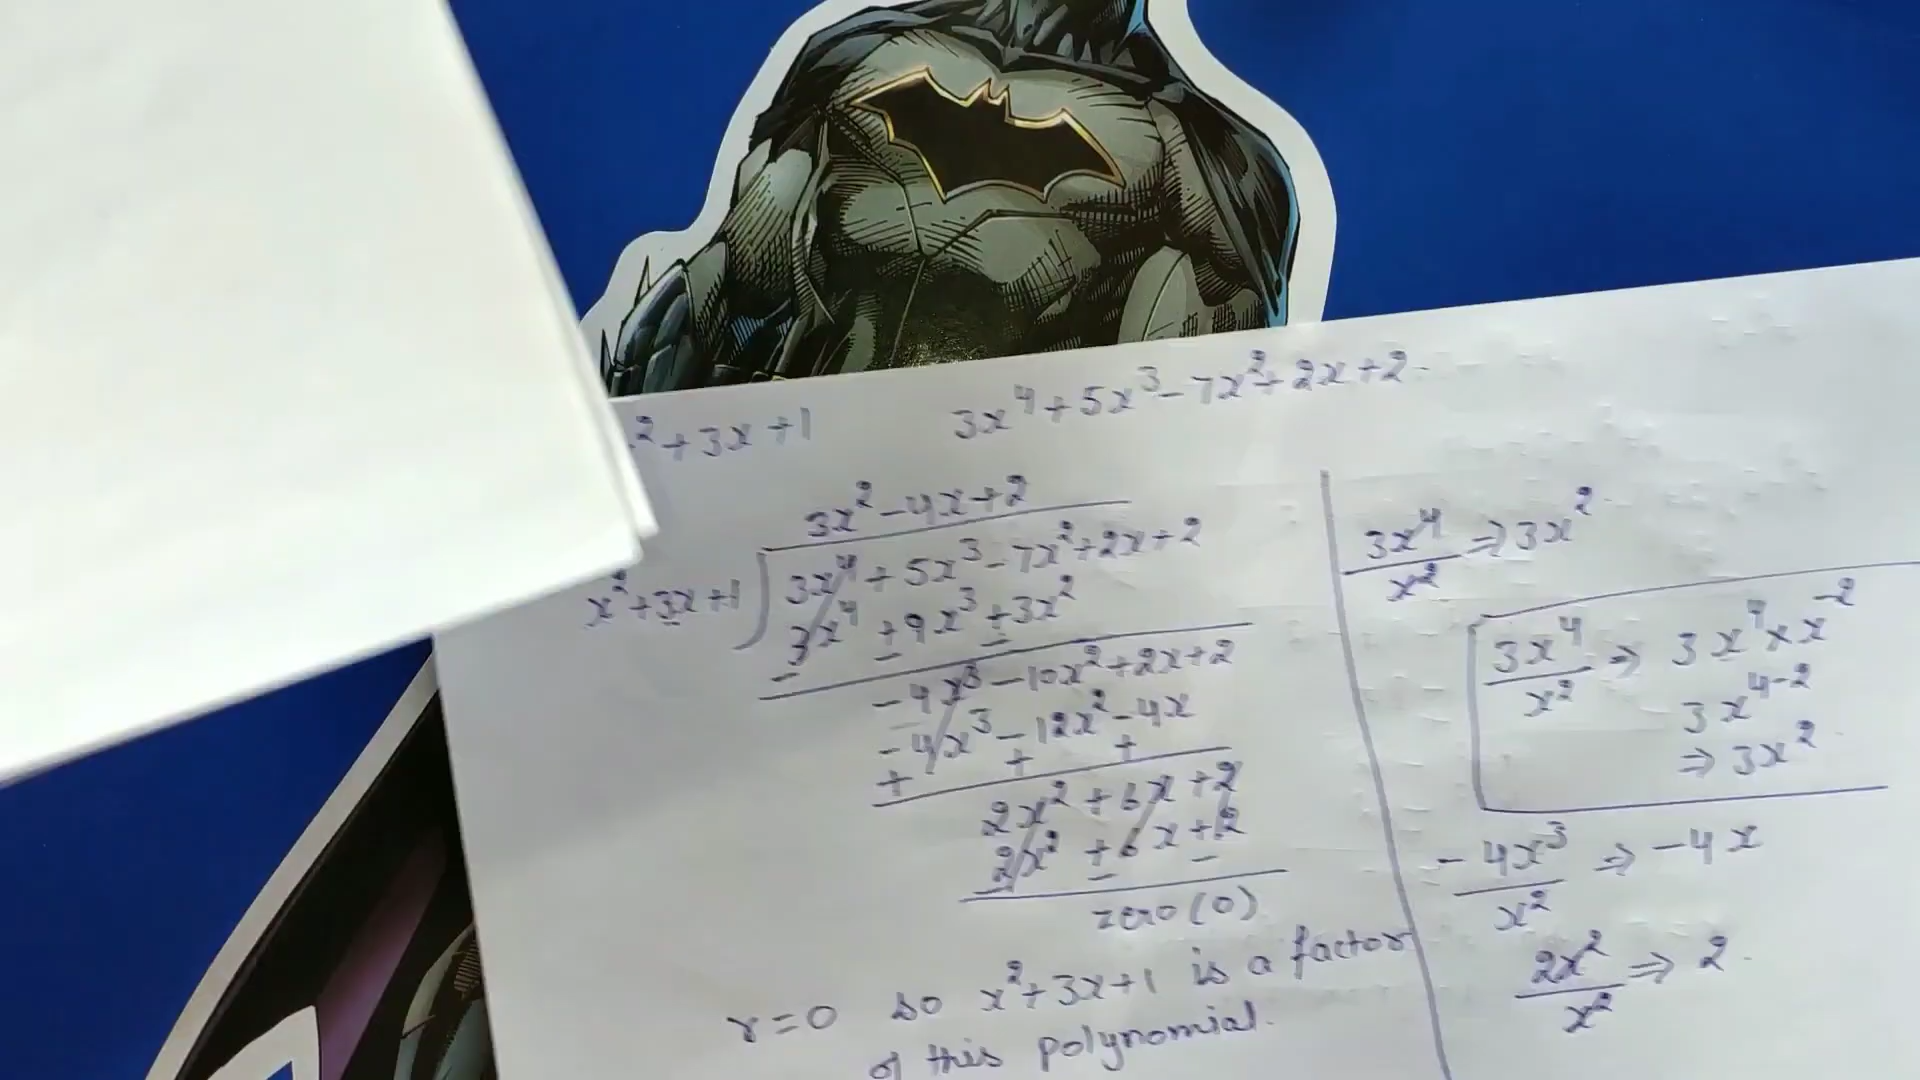 ²+3x+1 3x⁴+5x³-7x²+2x+2.
3x²-4x+2
x²+3x+1 ) 3x⁴+5x³-7x²+2x+2
3x⁴+9x³+3x²
- - -
-4x³-10x²+2x+2
-4x³-12x²-4x
+ + +
2x²+6x+2
2x²+6x+2
- - -
zero(0)
r=0 so x²+3x+1 is a factor
of this polynomial.
3x⁴/x² ⇒ 3x²
3x⁴/x² ⇒ 3x⁴×x⁻²
3x⁴⁻²
⇒ 3x²
-4x³/x² ⇒ -4x
2x²/x² ⇒ 2.